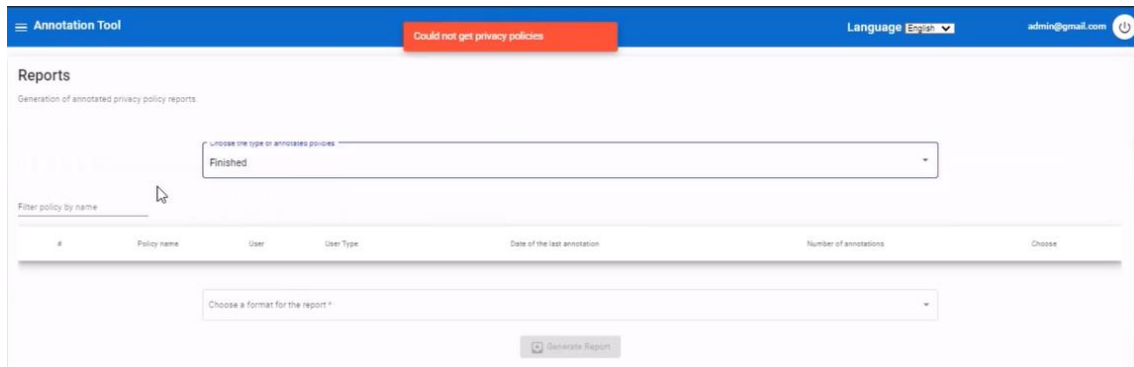 Annotation Tool
Could not get privacy policies
Language English
admin@gmail.com
Reports
Generation of annotated privacy policy reports.
Choose the type of annotated policies
Finished
Filter policy by name
# Policy name User User Type Date of the last annotation Number of annotations Choose
Choose a format for the report *
Generate Report